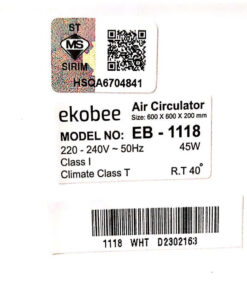 ST
MS
SIRIM
HSQA6704841
ekobee Air Circulator
Size: 600 X 600 X 200 mm
MODEL NO: EB - 1118
220 - 240V ~ 50Hz 45W
Class I
Climate Class T R.T 40°
1118 WHT D2302163